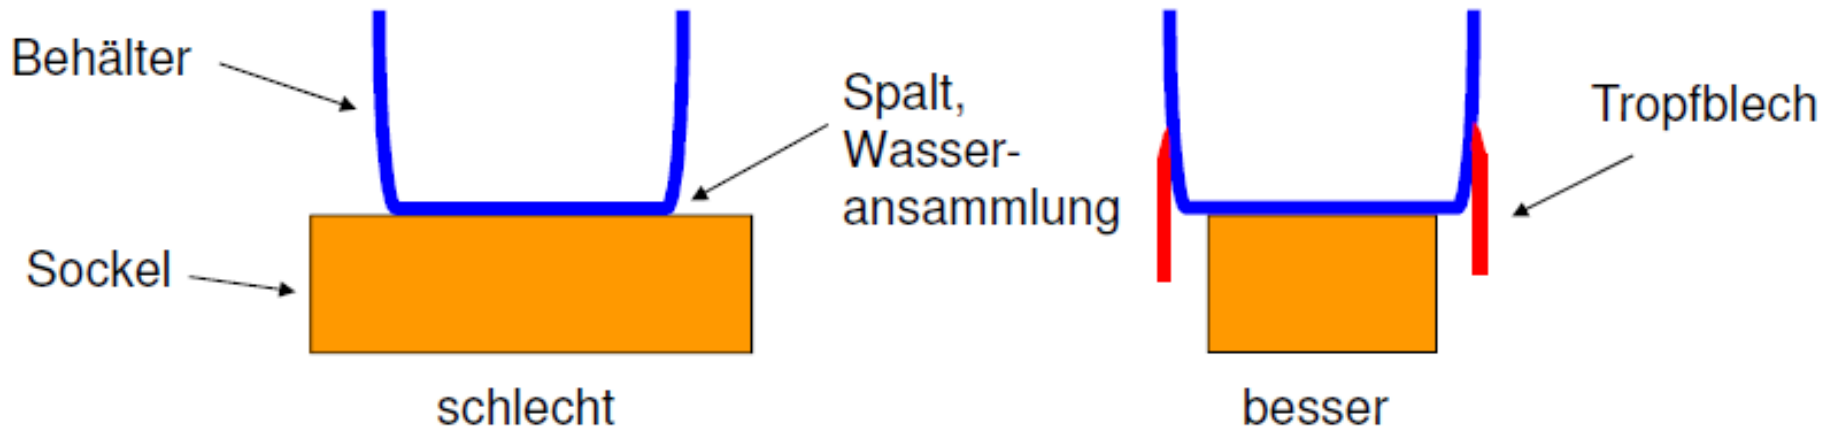 Behälter
Spalt,
Wasser-
ansammlung
Sockel
schlecht
Tropfblech
besser